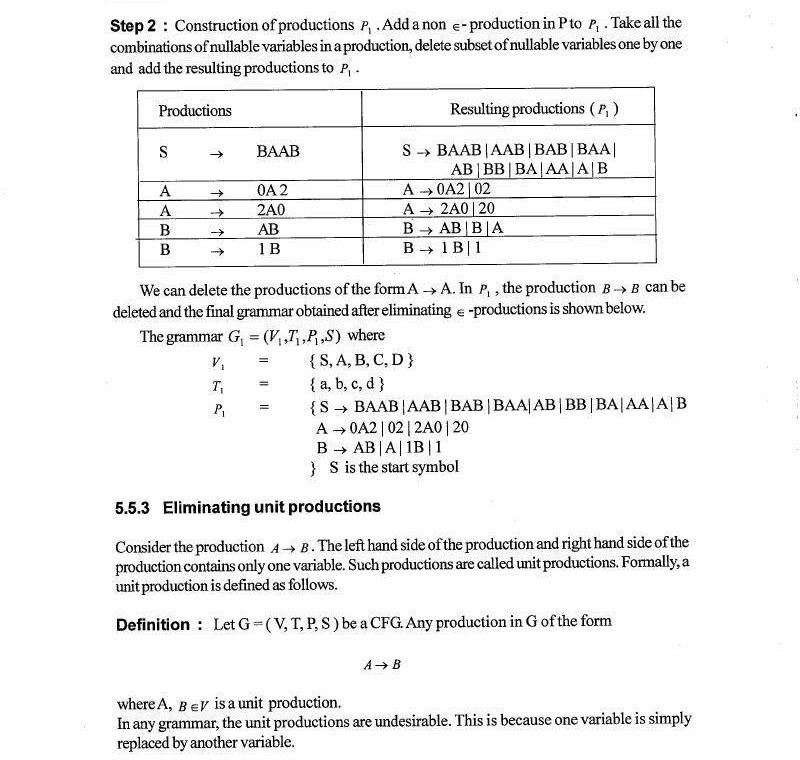 Step 2 : Construction of productions P₁ . Add a non ∈- production in P to P₁ . Take all the
combinations of nullable variables in a production, delete subset of nullable variables one by one
and add the resulting productions to P₁ .
Productions Resulting productions ( P₁ )
S → BAAB S → BAAB | AAB | BAB | BAA |
AB | BB | BA | AA | A | B
A → 0A 2 A → 0A2 | 02
A → 2A0 A → 2A0 | 20
B → AB B → AB | B | A
B → 1 B B → 1 B | 1
We can delete the productions of the form A → A. In P₁ , the production B → B can be
deleted and the final grammar obtained after eliminating ∈ -productions is shown below.
The grammar G₁ = (V₁ ,T₁ ,P₁ ,S) where
V₁ = { S, A, B, C, D }
T₁ = { a, b, c, d }
P₁ = { S → BAAB | AAB | BAB | BAA | AB | BB | BA | AA | A | B
A → 0A2 | 02 | 2A0 | 20
B → AB | A | 1B | 1
} S is the start symbol
5.5.3 Eliminating unit productions
Consider the production A → B . The left hand side of the production and right hand side of the
production contains only one variable. Such productions are called unit productions. Formally, a
unit production is defined as follows.
Definition : Let G = ( V, T, P, S ) be a CFG. Any production in G of the form
A → B
where A, B ∈V is a unit production.
In any grammar, the unit productions are undesirable. This is because one variable is simply
replaced by another variable.